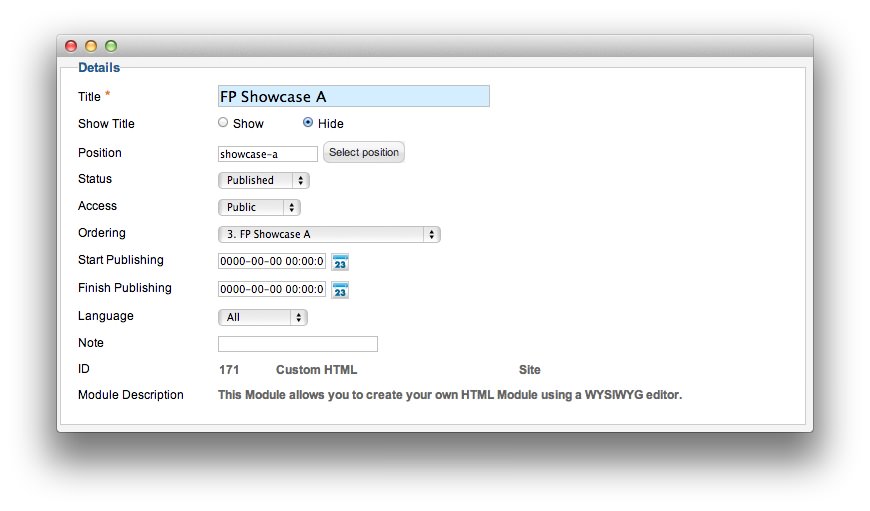 Details
Title * FP Showcase A
Show Title Show Hide
Position showcase-a Select position
Status Published
Access Public
Ordering 3. FP Showcase A
Start Publishing 0000-00-00 00:00:0 23
Finish Publishing 0000-00-00 00:00:0 23
Language All
Note
ID 171 Custom HTML Site
Module Description This Module allows you to create your own HTML Module using a WYSIWYG editor.